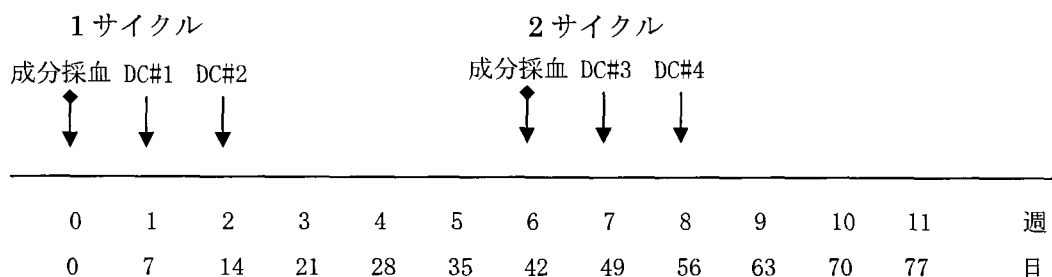 1サイクル 2サイクル
成分採血 DC#1 DC#2 成分採血 DC#3 DC#4
0 1 2 3 4 5 6 7 8 9 10 11 週
0 7 14 21 28 35 42 49 56 63 70 77 日